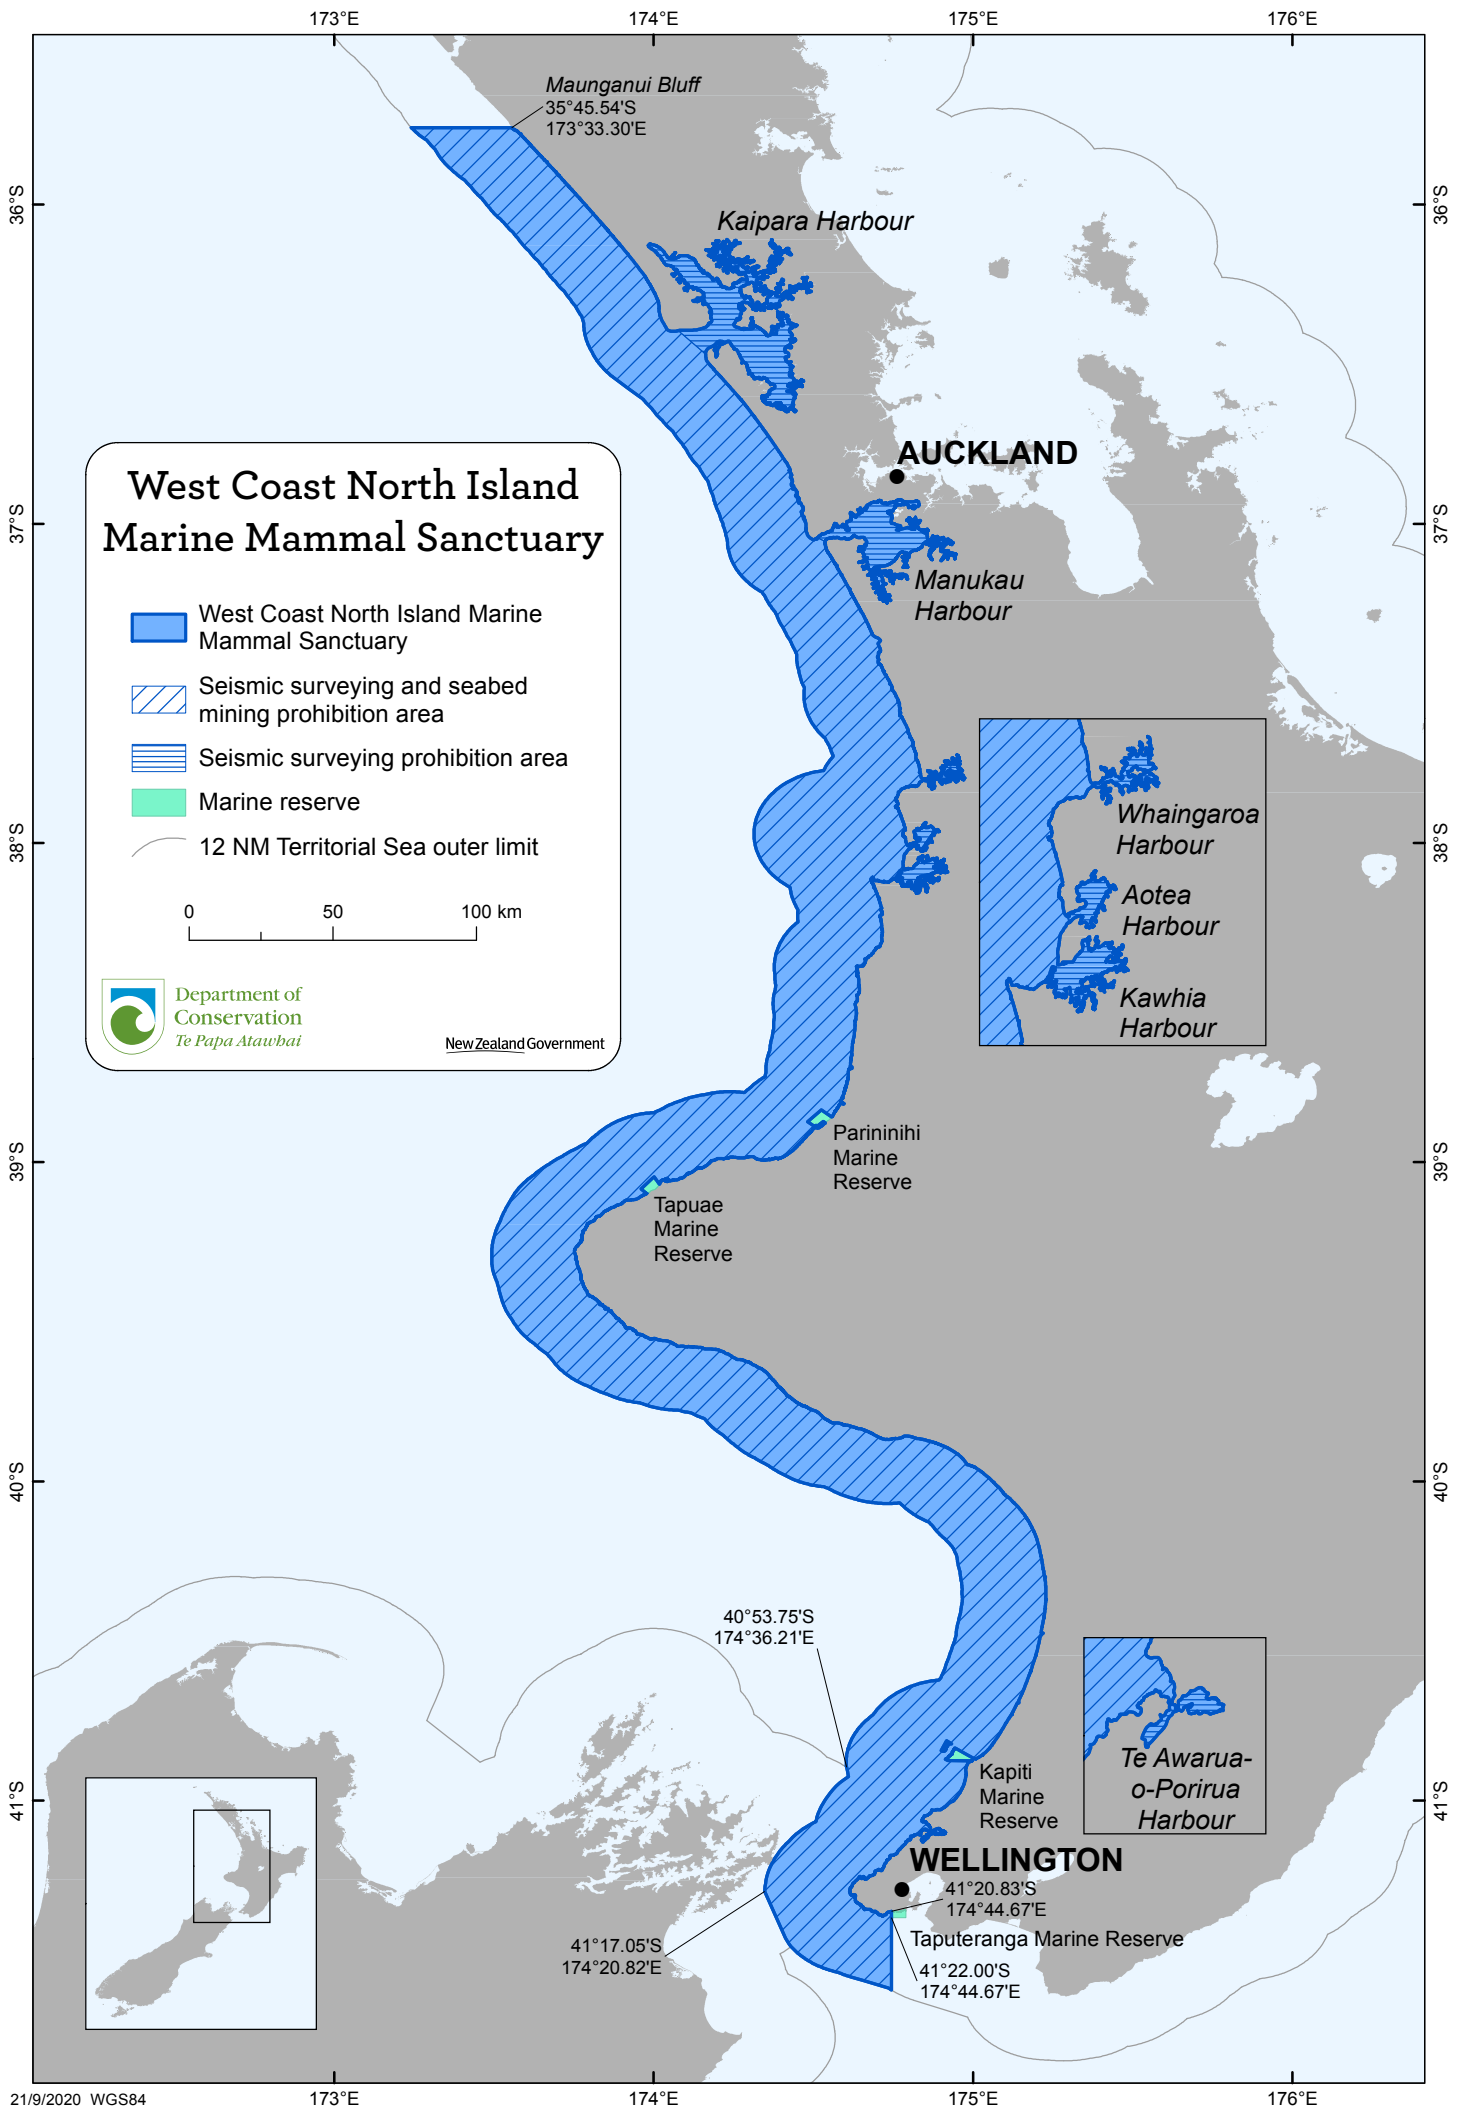 173°E
174°E
175°E
176°E
Maunganui Bluff
35°45.54'S
173°33.30'E
36°S
36°S
Kaipara Harbour
AUCKLAND
West Coast North Island
Marine Mammal Sanctuary
37°S
37°S
Manukau
Harbour
West Coast North Island Marine
Mammal Sanctuary
Seismic surveying and seabed
mining prohibition area
Seismic surveying prohibition area
Marine reserve
12 NM Territorial Sea outer limit
Whaingaroa
Harbour
38°S
38°S
Aotea
Harbour
0
50
100 km
Kawhia
Harbour
Department of
Conservation
Te Papa Atawhai
New Zealand Government
Parininihi
Marine
Reserve
39°S
39°S
Tapuae
Marine
Reserve
40°S
40°S
40°53.75'S
174°36.21'E
Te Awarua-
o-Porirua
Harbour
Kapiti
Marine
Reserve
41°S
41°S
WELLINGTON
41°20.83'S
174°44.67'E
Taputeranga Marine Reserve
41°17.05'S
174°20.82'E
41°22.00'S
174°44.67'E
21/9/2020 WGS84
173°E
174°E
175°E
176°E